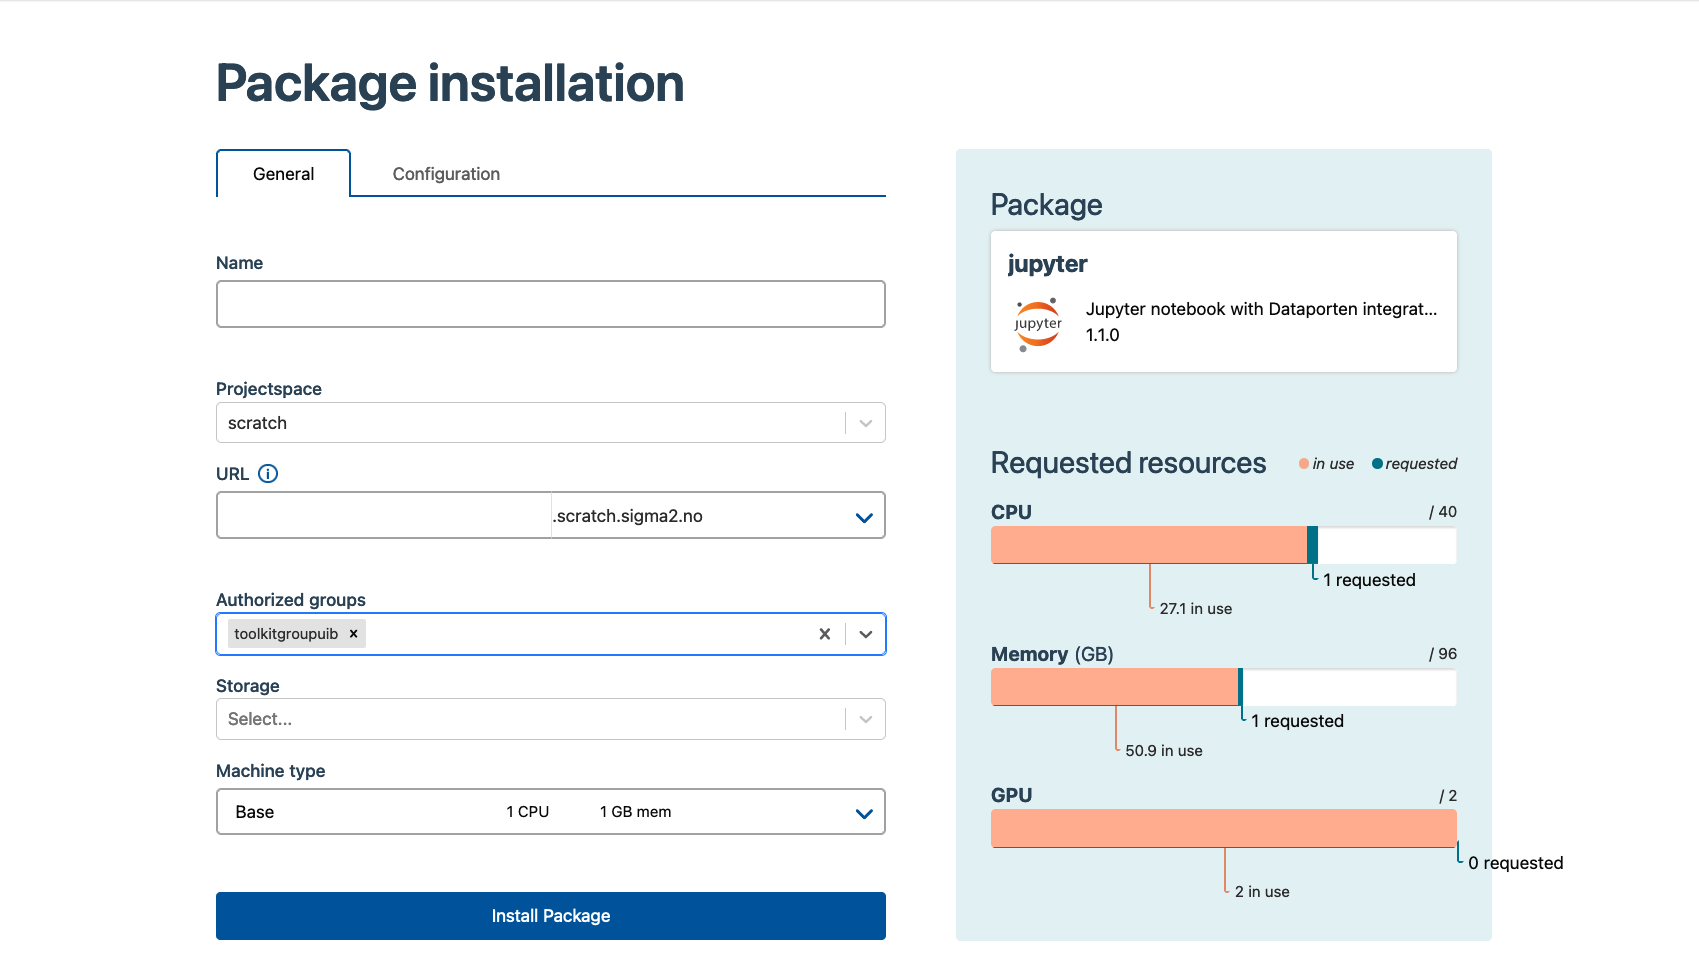 Package installation
General
Configuration
Name
Projectspace
scratch
URL
.scratch.sigma2.no
Authorized groups
toolkitgroupuib
Storage
Select...
Machine type
Base 1 CPU 1 GB mem
Install Package
Package
jupyter
jupyter
Jupyter notebook with Dataporten integrat...
1.1.0
Requested resources
in use
requested
CPU / 40
1 requested
27.1 in use
Memory (GB) / 96
1 requested
50.9 in use
GPU / 2
0 requested
2 in use